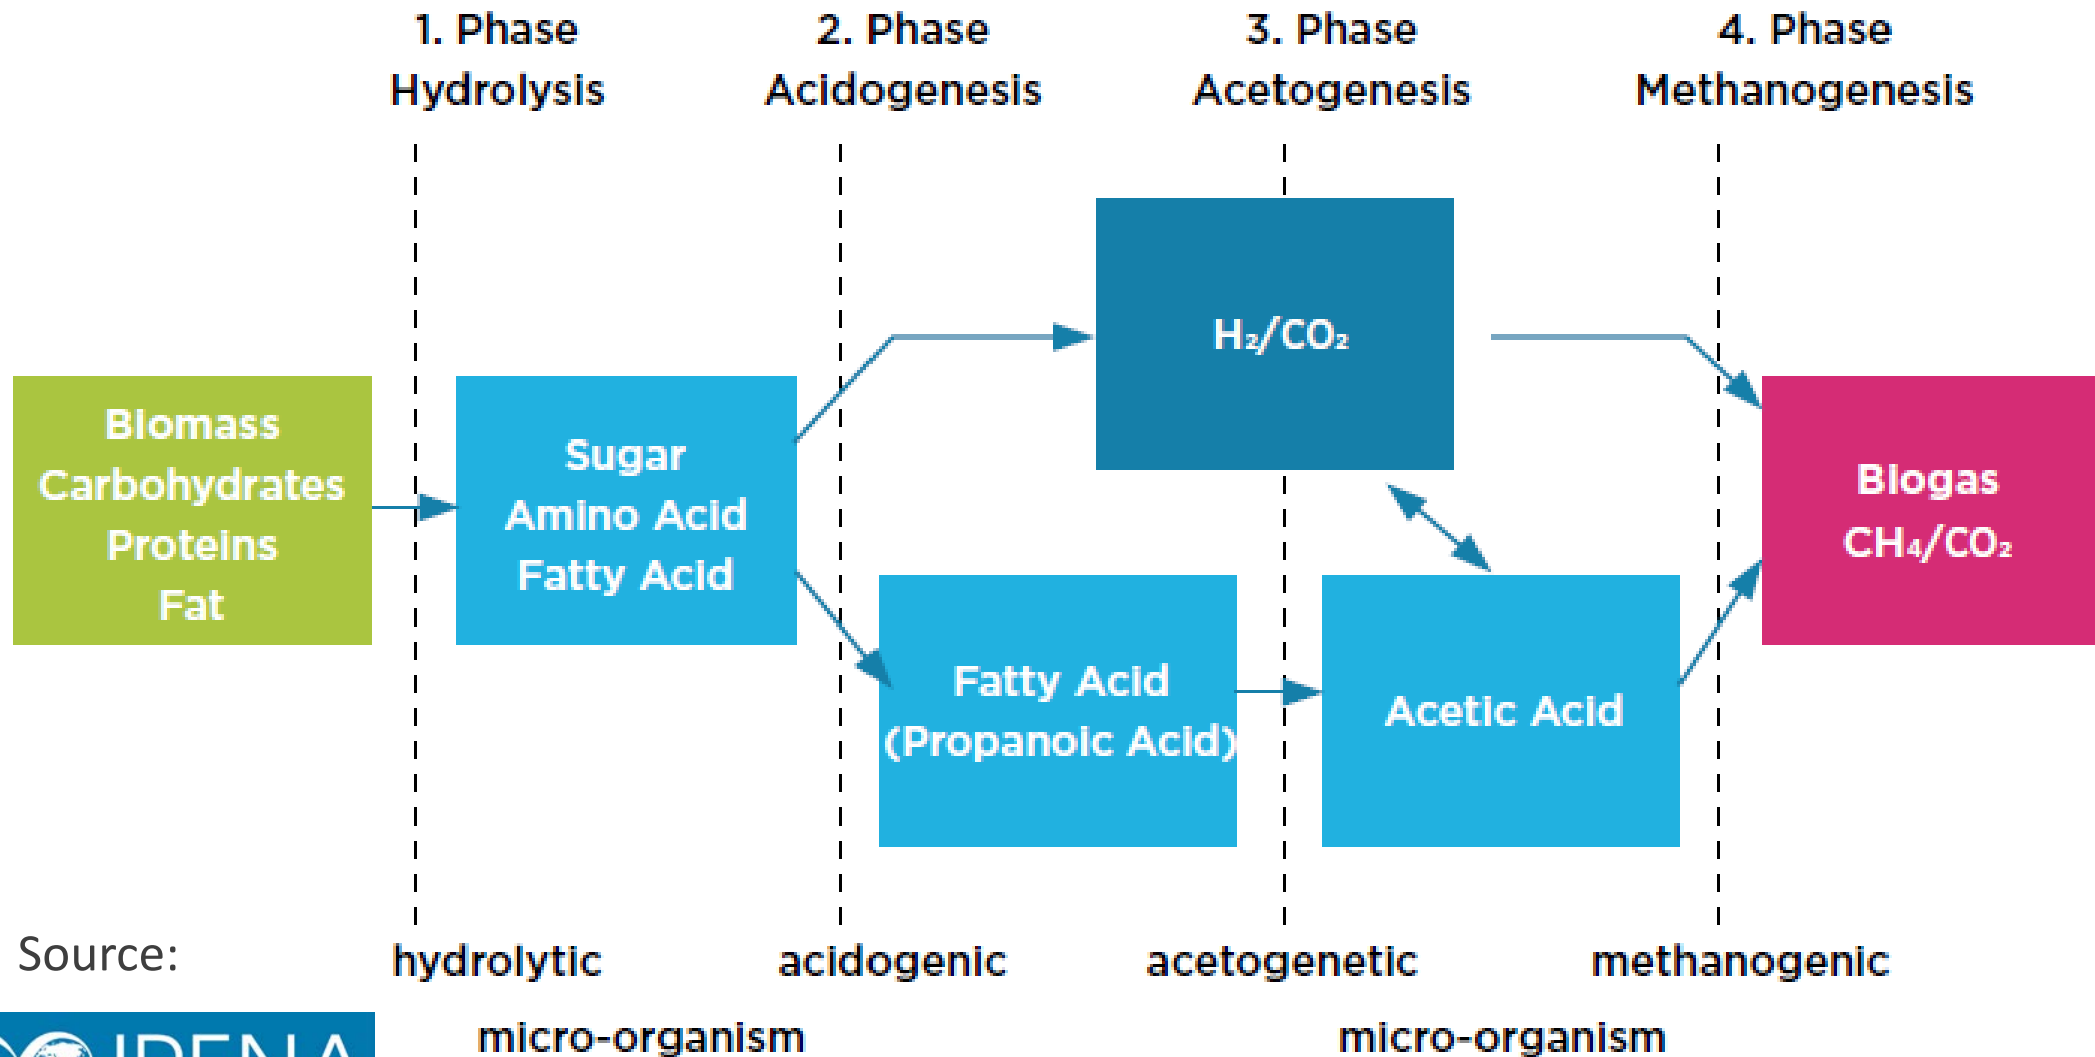 1. Phase
Hydrolysis
2. Phase
Acidogenesis
3. Phase
Acetogenesis
4. Phase
Methanogenesis
Biomass
Carbohydrates
Proteins
Fat
Sugar
Amino Acid
Fatty Acid
H₂/CO₂
Fatty Acid
(Propanoic Acid)
Acetic Acid
Biogas
CH₄/CO₂
Source:
hydrolytic
acidogenic
acetogenetic
methanogenic
micro-organism
micro-organism
IRENA